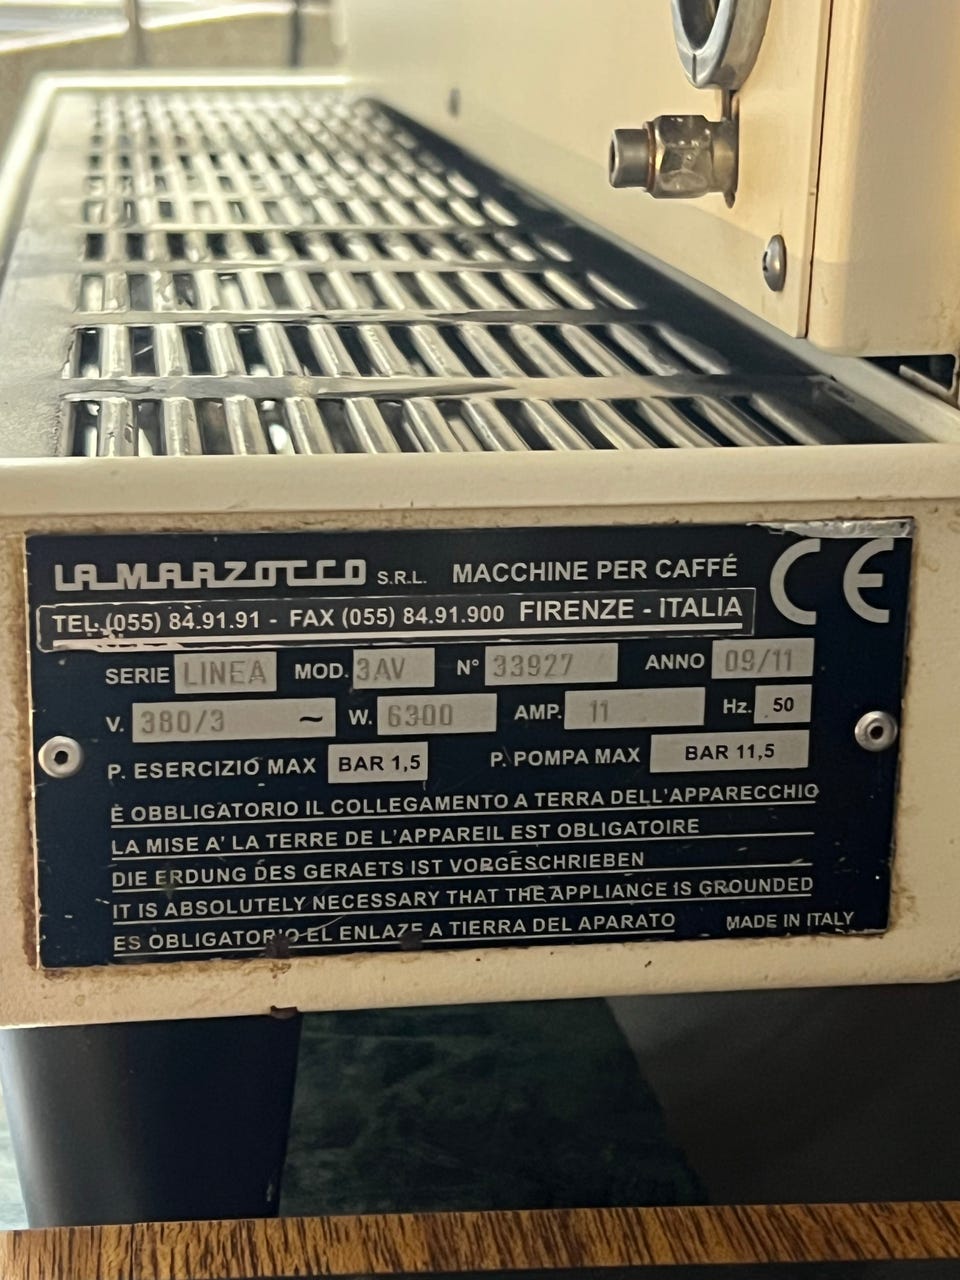 LA MARZOCCO S.R.L. MACCHINE PER CAFFÉ CE
TEL. (055) 84.91.91 - FAX (055) 84.91.900 FIRENZE - ITALIA
SERIE LINEA MOD. 3AV N° 33927 ANNO 09/11
V. 380/3 ~ W. 6300 AMP. 11 Hz. 50
P. ESERCIZIO MAX BAR 1,5 P. POMPA MAX BAR 11,5
È OBBLIGATORIO IL COLLEGAMENTO A TERRA DELL'APPARECCHIO
LA MISE A' LA TERRE DE L'APPAREIL EST OBLIGATOIRE
DIE ERDUNG DES GERAETS IST VORGESCHRIEBEN
IT IS ABSOLUTELY NECESSARY THAT THE APPLIANCE IS GROUNDED
ES OBLIGATORIO EL ENLAZE A TIERRA DEL APARATO MADE IN ITALY